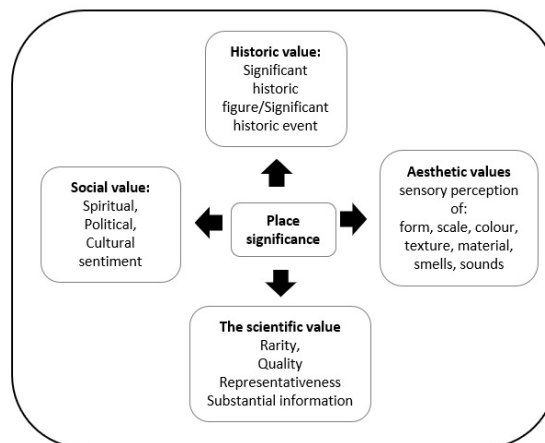 Historic value:
Significant
historic
figure/Significant
historic event
Social value:
Spiritual,
Political,
Cultural
sentiment
Place
significance
Aesthetic values
sensory perception
of:
form, scale, colour,
texture, material,
smells, sounds
The scientific value
Rarity,
Quality
Representativeness
Substantial information